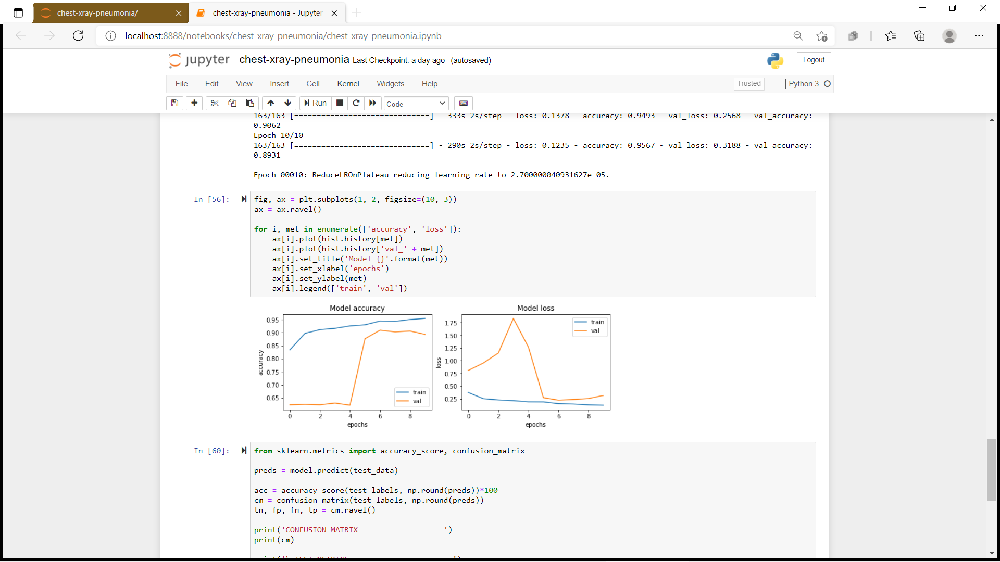 chest-xray-pneumonia/
chest-xray-pneumonia - Jupyter
localhost:8888/notebooks/chest-xray-pneumonia/chest-xray-pneumonia.ipynb
jupyter chest-xray-pneumonia Last Checkpoint: a day ago (autosaved)
Logout
File Edit View Insert Cell Kernel Widgets Help
Trusted
Python 3
Run
Code
163/163 [==============================] - 333s 2s/step - loss: 0.1378 - accuracy: 0.9493 - val_loss: 0.2568 - val_accuracy:
0.9062
Epoch 10/10
163/163 [==============================] - 290s 2s/step - loss: 0.1235 - accuracy: 0.9567 - val_loss: 0.3188 - val_accuracy:
0.8931
Epoch 00010: ReduceLROnPlateau reducing learning rate to 2.700000040931627e-05.
In [56]:
fig, ax = plt.subplots(1, 2, figsize=(10, 3))
ax = ax.ravel()
for i, met in enumerate(['accuracy', 'loss']):
    ax[i].plot(hist.history[met])
    ax[i].plot(hist.history['val_' + met])
    ax[i].set_title('Model {}'.format(met))
    ax[i].set_xlabel('epochs')
    ax[i].set_ylabel(met)
    ax[i].legend(['train', 'val'])
Model accuracy
0.95
0.90
0.85
0.80
0.75
0.70
0.65
accuracy
train
val
0 2 4 6 8
epochs
Model loss
1.75
1.50
1.25
1.00
0.75
0.50
0.25
loss
train
val
0 2 4 6 8
epochs
In [60]:
from sklearn.metrics import accuracy_score, confusion_matrix
preds = model.predict(test_data)
acc = accuracy_score(test_labels, np.round(preds))*100
cm = confusion_matrix(test_labels, np.round(preds))
tn, fp, fn, tp = cm.ravel()
print('CONFUSION MATRIX ------------------')
print(cm)